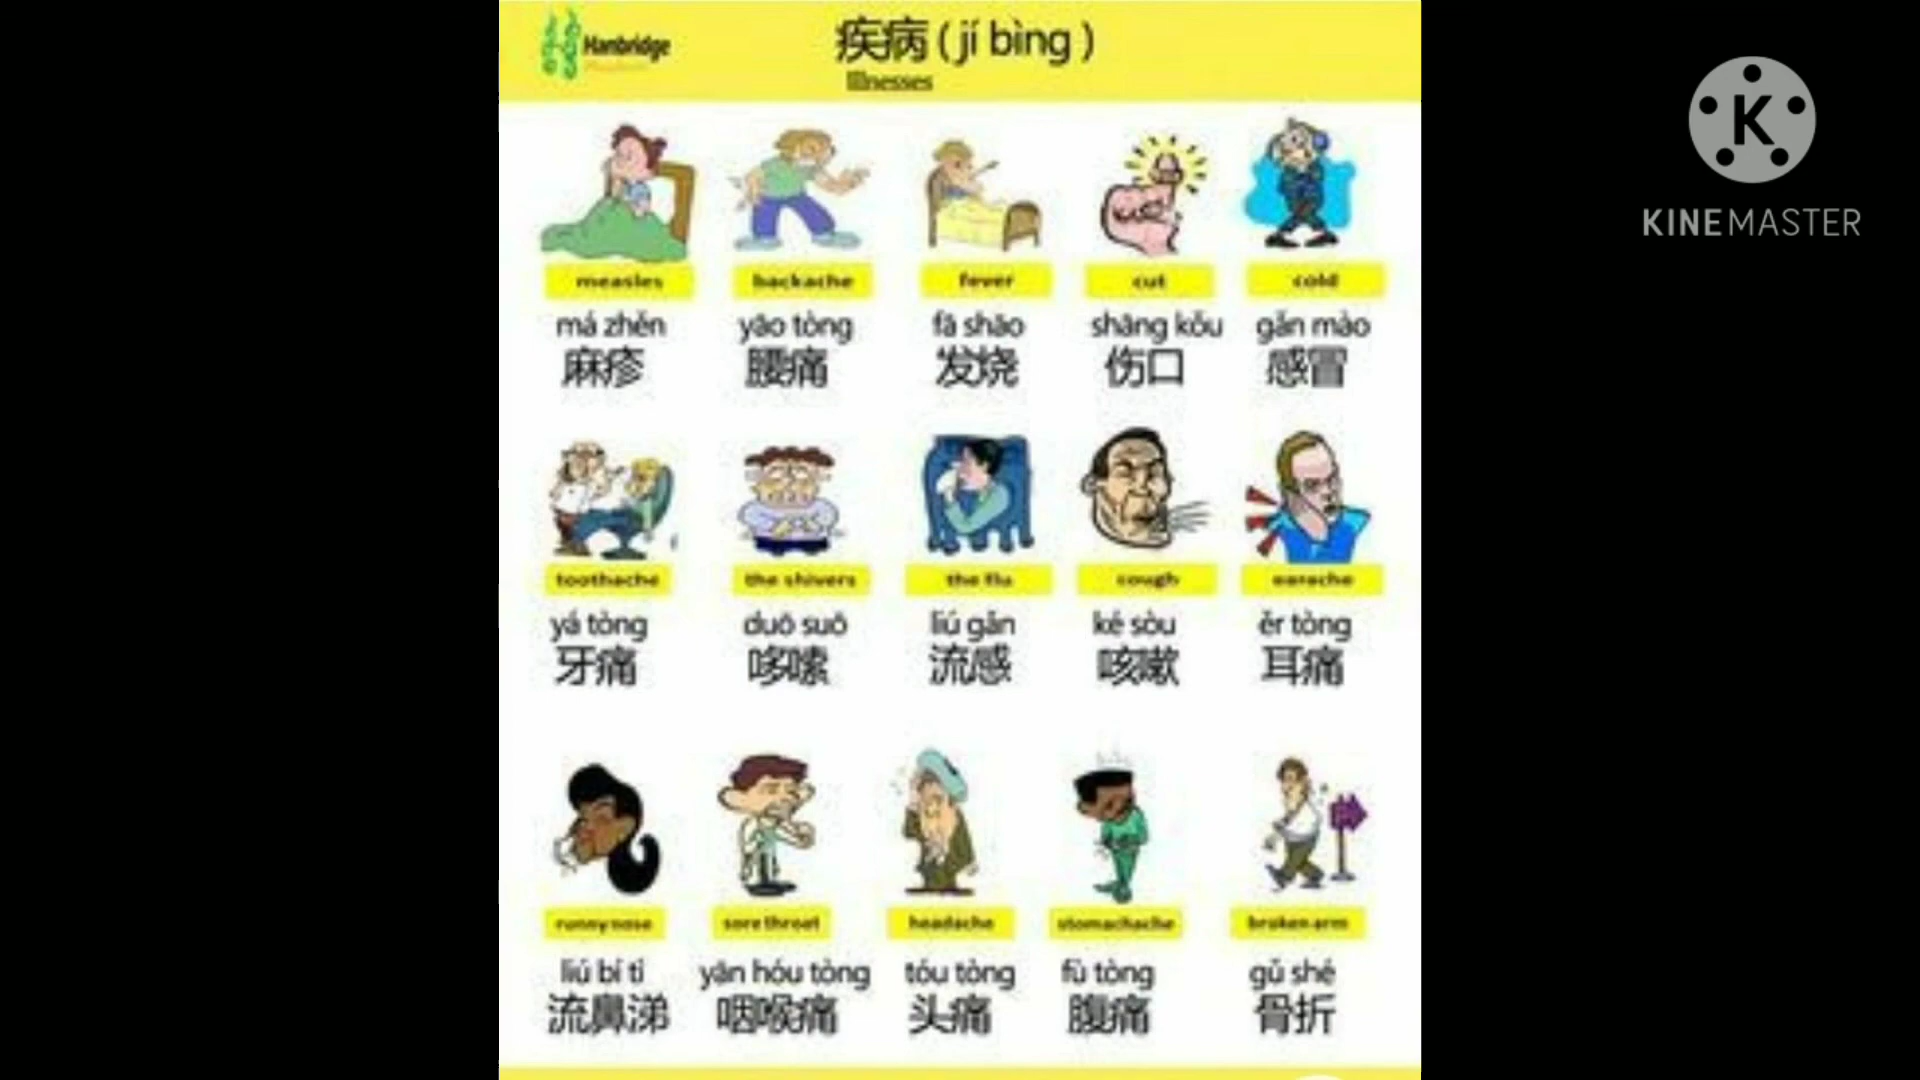 Hanbridge
疾病 ( jí bìng )
Illnesses
K
KINEMASTER
measles backache fever cut cold
má zhěn yāo tòng fā shāo shāng kǒu gǎn mào
麻疹 腰痛 发烧 伤口 感冒
toothache the shivers the flu cough earache
yá tòng duō suō liú gǎn ké sòu ěr tòng
牙痛 哆嗦 流感 咳嗽 耳痛
runny nose sore throat headache stomachache broken arm
liú bí tì yān hóu tòng tóu tòng fù tòng gǔ shé
流鼻涕 咽喉痛 头痛 腹痛 骨折